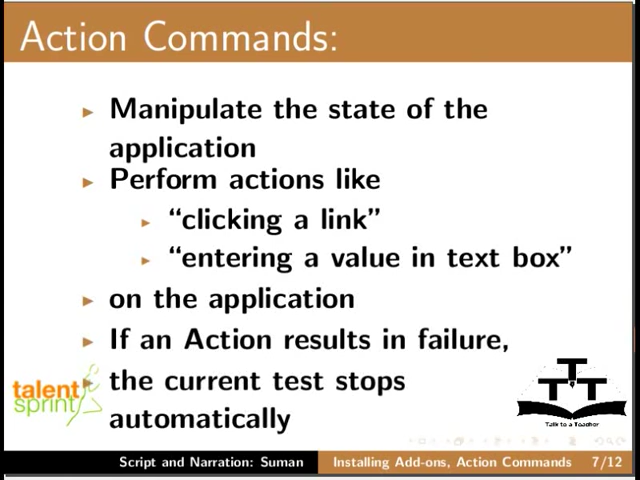 Action Commands:
Manipulate the state of the
application
Perform actions like
“clicking a link”
“entering a value in text box”
on the application
If an Action results in failure,
the current test stops
automatically
talent
sprint
TTT
Talk to a Teacher
Script and Narration: Suman
Installing Add-ons, Action Commands
7/12